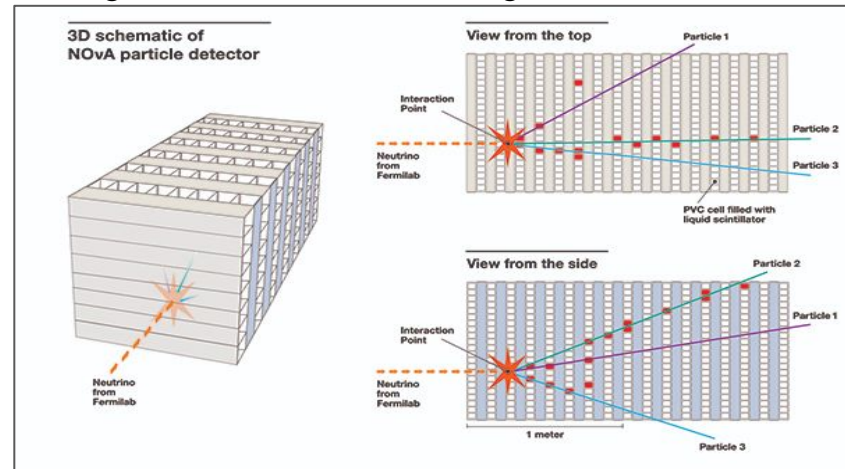 3D schematic of
NOvA particle detector
Neutrino
from
Fermilab
View from the top
Particle 1
Interaction
Point
Particle 2
Neutrino
from
Fermilab
Particle 3
PVC cell filled with
liquid scintillator
View from the side
Particle 2
Interaction
Point
Particle 1
Neutrino
from
Fermilab
1 meter
Particle 3